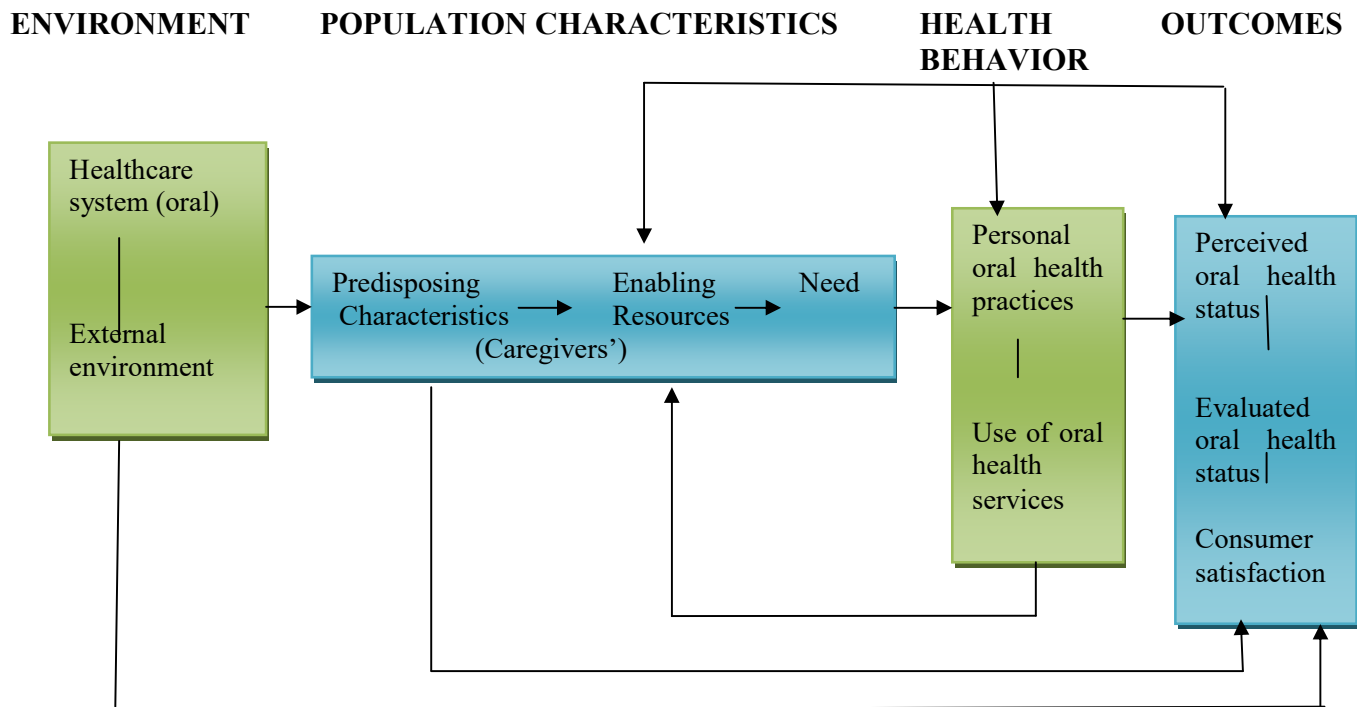 ENVIRONMENT
POPULATION CHARACTERISTICS
HEALTH
BEHAVIOR
OUTCOMES
Healthcare
system (oral)
External
environment
Predisposing
Characteristics
Enabling
Resources
Need
(Caregivers’)
Personal
oral health
practices
Use of oral
health
services
Perceived
oral health
status
Evaluated
oral health
status
Consumer
satisfaction